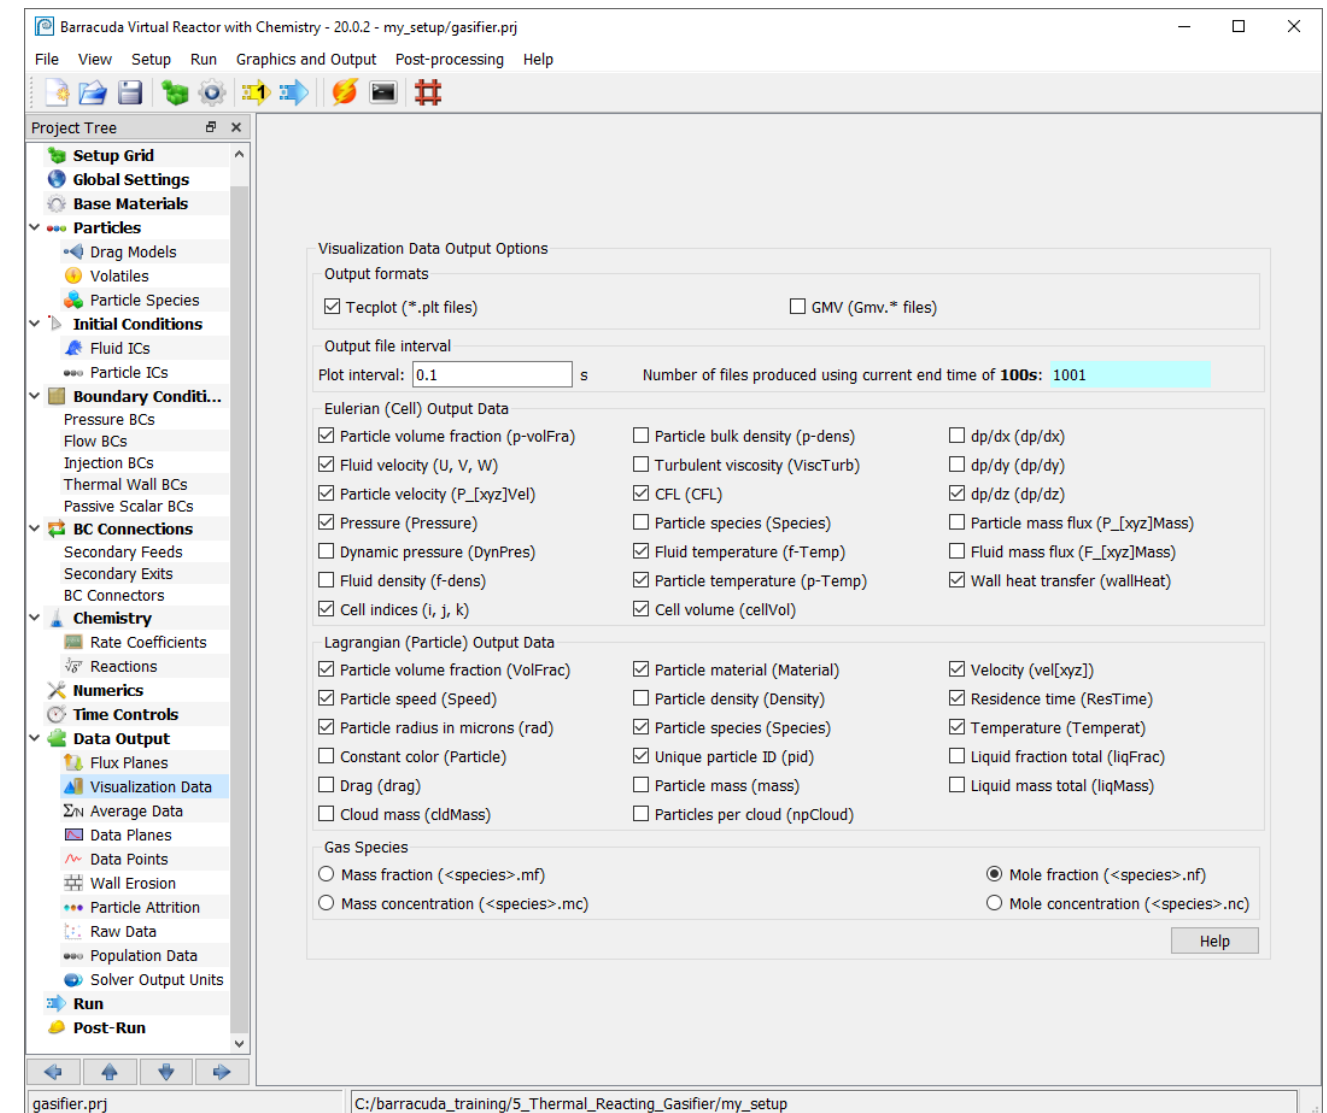 Barracuda Virtual Reactor with Chemistry - 20.0.2 - my_setup/gasifier.prj
File View Setup Run Graphics and Output Post-processing Help
1
Project Tree
Setup Grid
Global Settings
Base Materials
Particles
Drag Models
Volatiles
Particle Species
Initial Conditions
Fluid ICs
Particle ICs
Boundary Conditi...
Pressure BCs
Flow BCs
Injection BCs
Thermal Wall BCs
Passive Scalar BCs
BC Connections
Secondary Feeds
Secondary Exits
BC Connectors
Chemistry
Rate Coefficients
Reactions
Numerics
Time Controls
Data Output
Flux Planes
Visualization Data
Σ/N Average Data
Data Planes
Data Points
Wall Erosion
Particle Attrition
Raw Data
Population Data
Solver Output Units
Run
Post-Run
Visualization Data Output Options
Output formats
Tecplot (*.plt files) GMV (Gmv.* files)
Output file interval
Plot interval: 0.1 s Number of files produced using current end time of 100s: 1001
Eulerian (Cell) Output Data
Particle volume fraction (p-volFra) Particle bulk density (p-dens) dp/dx (dp/dx)
Fluid velocity (U, V, W) Turbulent viscosity (ViscTurb) dp/dy (dp/dy)
Particle velocity (P_[xyz]Vel) CFL (CFL) dp/dz (dp/dz)
Pressure (Pressure) Particle species (Species) Particle mass flux (P_[xyz]Mass)
Dynamic pressure (DynPres) Fluid temperature (f-Temp) Fluid mass flux (F_[xyz]Mass)
Fluid density (f-dens) Particle temperature (p-Temp) Wall heat transfer (wallHeat)
Cell indices (i, j, k) Cell volume (cellVol)
Lagrangian (Particle) Output Data
Particle volume fraction (VolFrac) Particle material (Material) Velocity (vel[xyz])
Particle speed (Speed) Particle density (Density) Residence time (ResTime)
Particle radius in microns (rad) Particle species (Species) Temperature (Temperat)
Constant color (Particle) Unique particle ID (pid) Liquid fraction total (liqFrac)
Drag (drag) Particle mass (mass) Liquid mass total (liqMass)
Cloud mass (cldMass) Particles per cloud (npCloud)
Gas Species
Mass fraction (<species>.mf) Mole fraction (<species>.nf)
Mass concentration (<species>.mc) Mole concentration (<species>.nc)
Help
gasifier.prj C:/barracuda_training/5_Thermal_Reacting_Gasifier/my_setup